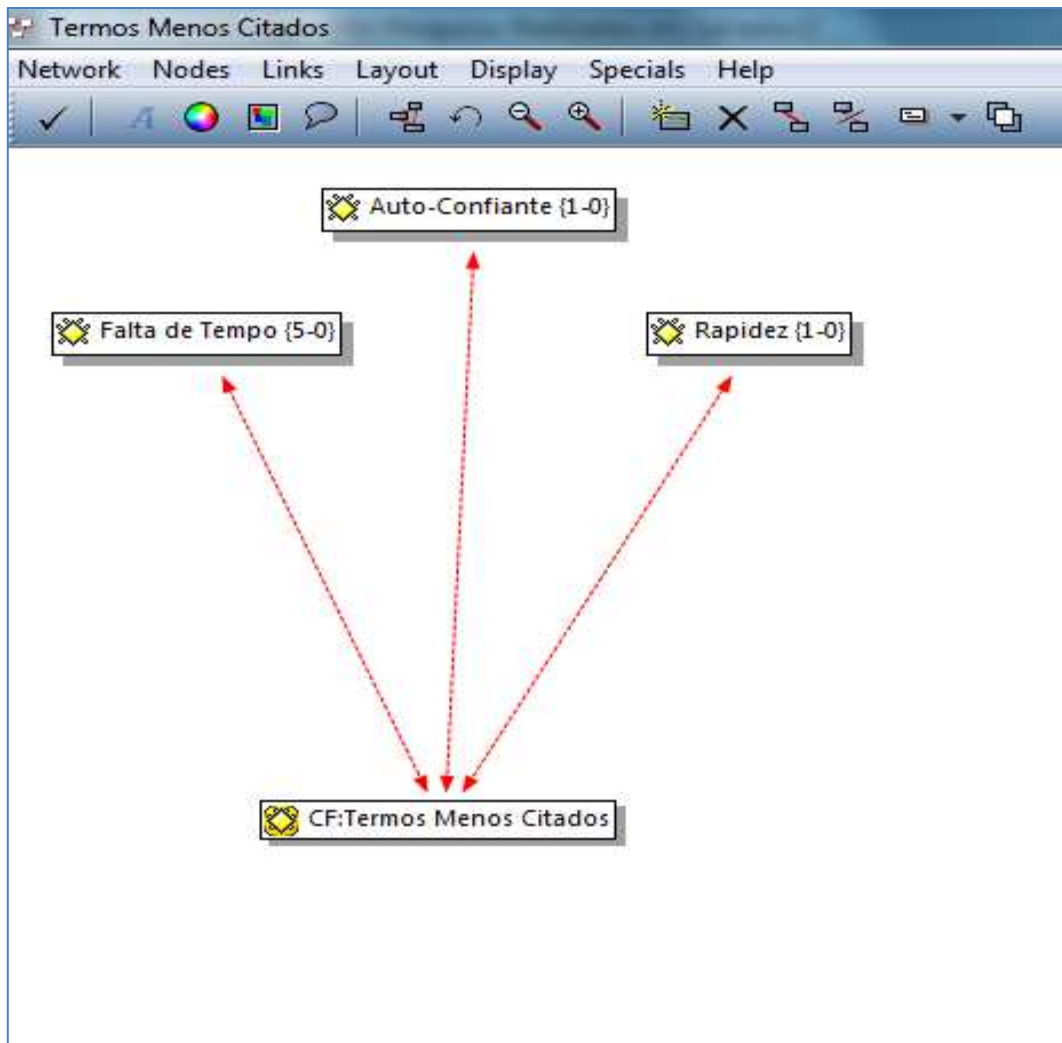 Termos Menos Citados
Network Nodes Links Layout Display Specials Help
Auto-Confiante {1-0}
Falta de Tempo {5-0}
Rapidez {1-0}
CF:Termos Menos Citados